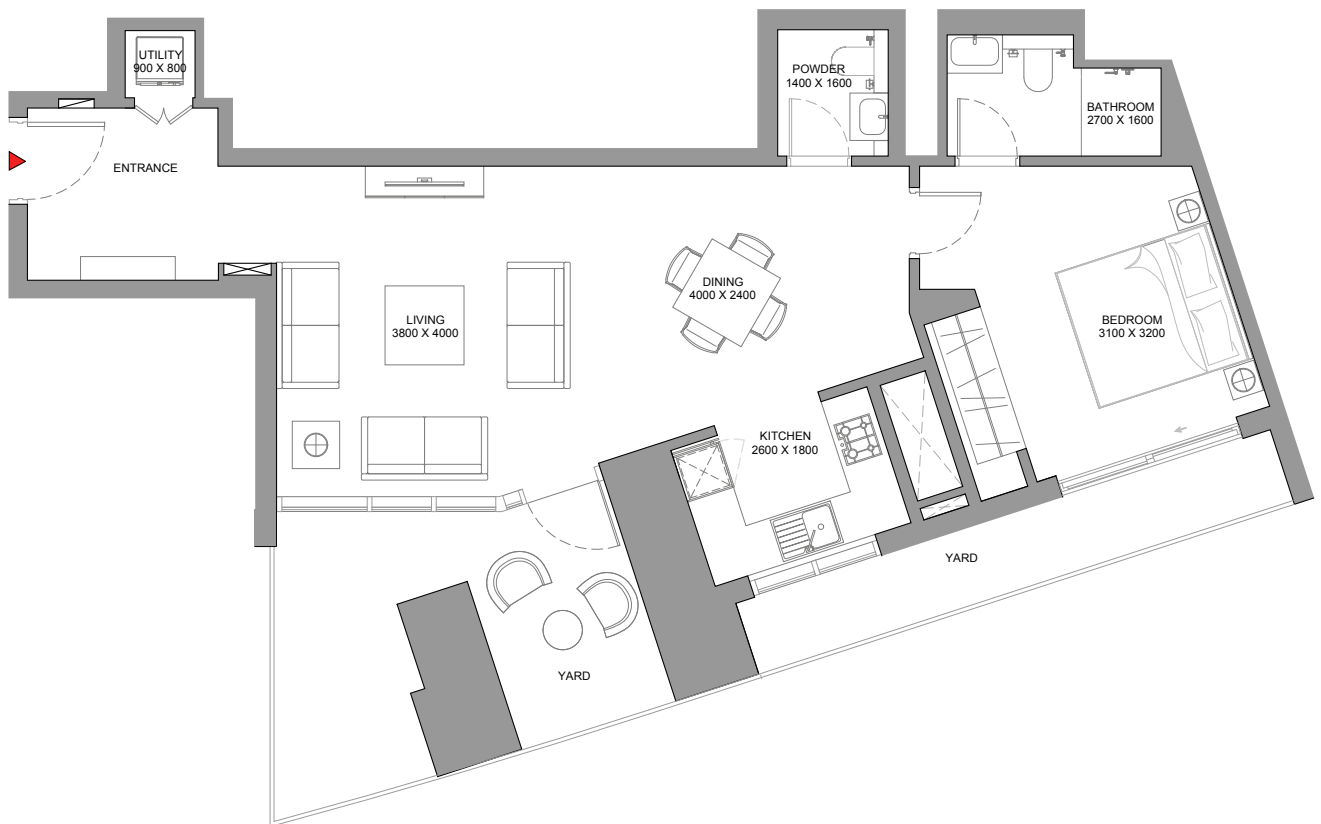 UTILITY
900 X 800
POWDER
1400 X 1600
BATHROOM
2700 X 1600
ENTRANCE
DINING
4000 X 2400
LIVING
3800 X 4000
BEDROOM
3100 X 3200
KITCHEN
2600 X 1800
YARD
YARD